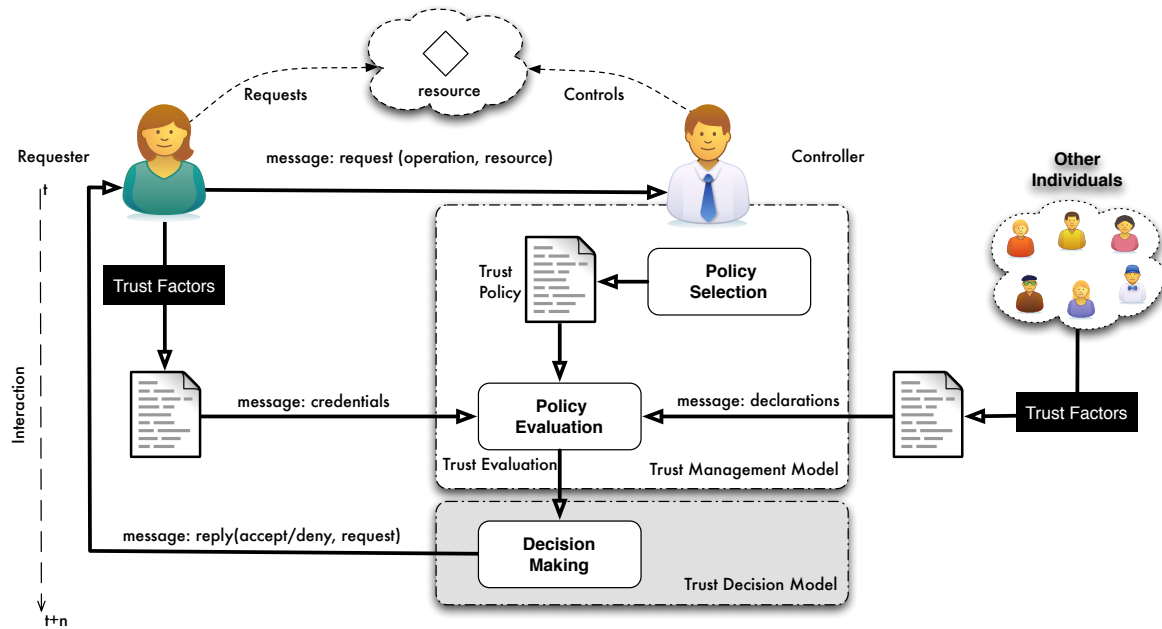 resource
Requests
Controls
Requester
message: request (operation, resource)
Controller
Other
Individuals
t
Trust
Policy
Policy
Selection
Trust Factors
Interaction
message: credentials
Policy
Evaluation
message: declarations
Trust Factors
Trust Evaluation
Trust Management Model
message: reply(accept/deny, request)
Decision
Making
Trust Decision Model
t+n